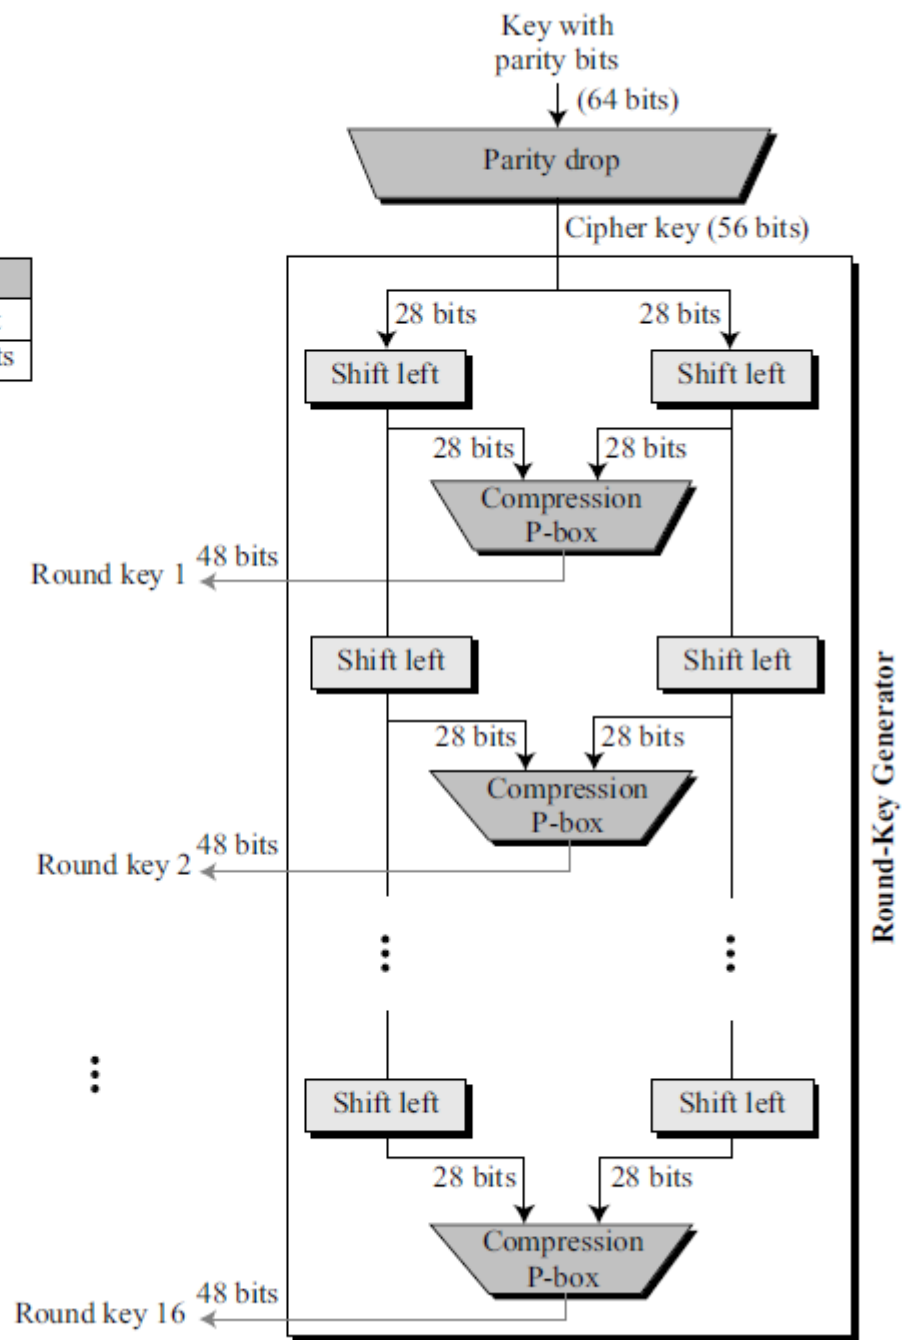 Key with
parity bits
(64 bits)
Parity drop
Cipher key (56 bits)
28 bits 28 bits
Shift left Shift left
28 bits 28 bits
Compression
P-box
48 bits
Round key 1
Shift left Shift left
28 bits 28 bits
Compression
P-box
48 bits
Round key 2
Round-Key Generator
Shift left Shift left
28 bits 28 bits
Compression
P-box
48 bits
Round key 16